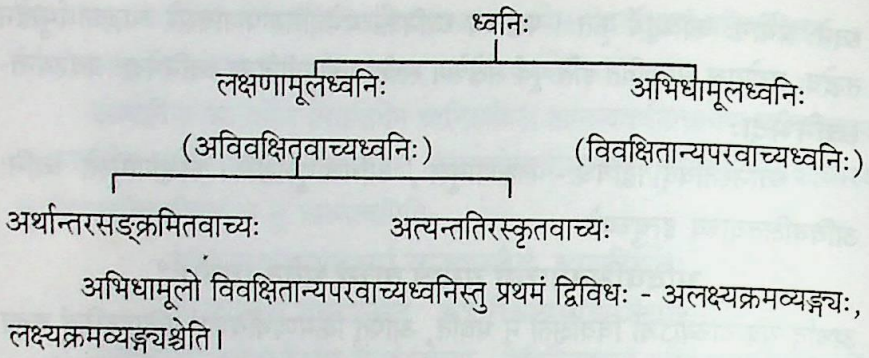 ध्वनिः
लक्षणामूलध्वनिः अभिधामूलध्वनिः
(अविवक्षितवाच्यध्वनिः) (विवक्षितान्यपरवाच्यध्वनिः)
अर्थान्तरसङ्क्रमितवाच्यः अत्यन्ततिरस्कृतवाच्यः
अभिधामूलो विवक्षितान्यपरवाच्यध्वनिस्तु प्रथमं द्विविधः - अलक्ष्यक्रमव्यङ्ग्यः,
लक्ष्यक्रमव्यङ्ग्यश्चेति।